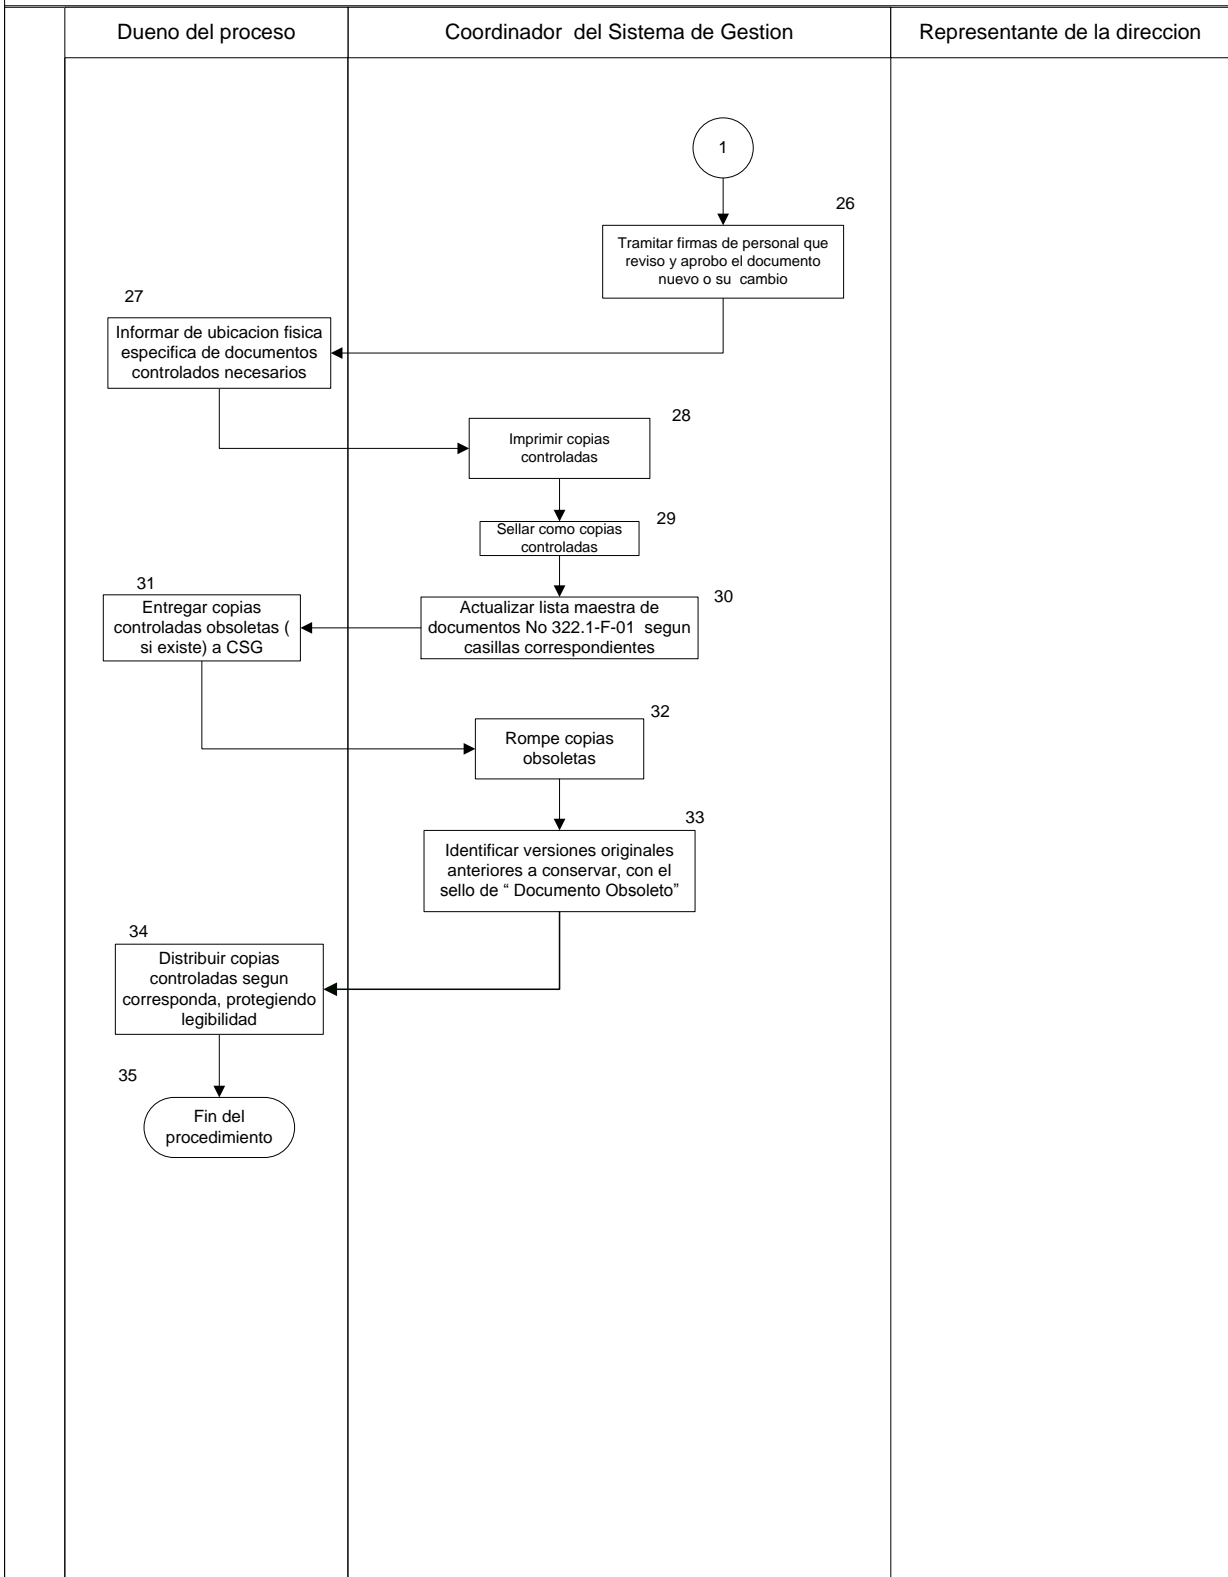 Dueno del proceso
Coordinador del Sistema de Gestion
Representante de la direccion
1
26
Tramitar firmas de personal que
reviso y aprobo el documento
nuevo o su cambio
27
Informar de ubicacion fisica
especifica de documentos
controlados necesarios
28
Imprimir copias
controladas
29
Sellar como copias
controladas
30
Actualizar lista maestra de
documentos No 322.1-F-01 segun
casillas correspondientes
31
Entregar copias
controladas obsoletas (
si existe) a CSG
32
Rompe copias
obsoletas
33
Identificar versiones originales
anteriores a conservar, con el
sello de “ Documento Obsoleto”
34
Distribuir copias
controladas segun
corresponda, protegiendo
legibilidad
35
Fin del
procedimiento